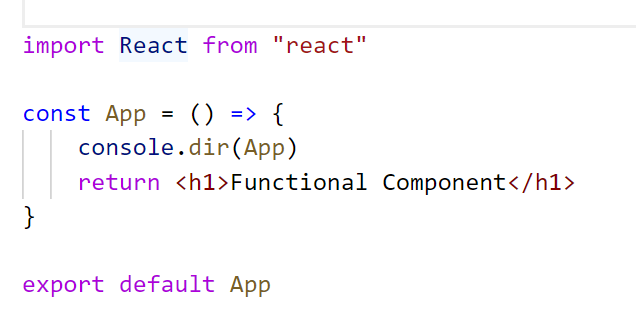 import React from "react"
const App = () => {
console.dir(App)
return <h1>Functional Component</h1>
}
export default App